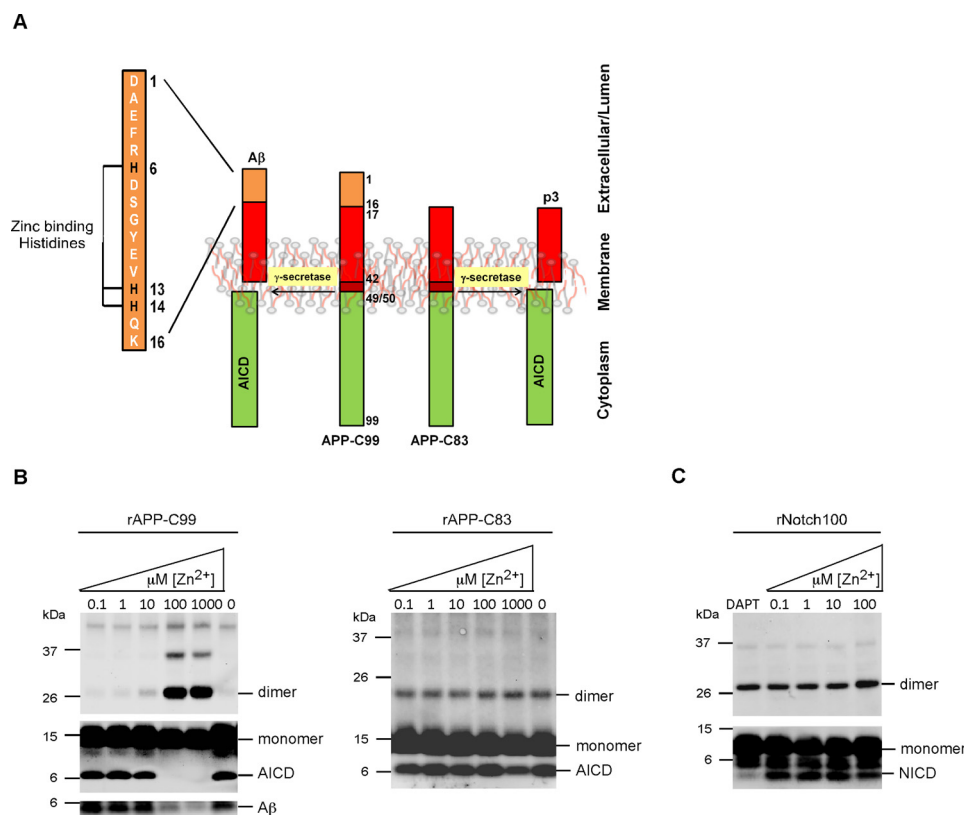 A
D 1
A
E
F
R
H 6
D
S
G
Y
E
V
H 13
H 14
Q
K 16
Zinc binding
Histidines
Aβ
1
16
17
42
49/50
99
p3
γ-secretase
γ-secretase
AICD
AICD
APP-C99
APP-C83
Extracellular/Lumen
Membrane
Cytoplasm
B
rAPP-C99
μM [Zn2+]
0.1 1 10 100 1000 0
kDa
37
26
dimer
15
monomer
6
AICD
6
Aβ
rAPP-C83
μM [Zn2+]
0.1 1 10 100 1000 0
kDa
37
26
dimer
15
monomer
6
AICD
C
rNotch100
μM [Zn2+]
DAPT 0.1 1 10 100
kDa
37
26
dimer
15
monomer
6
NICD